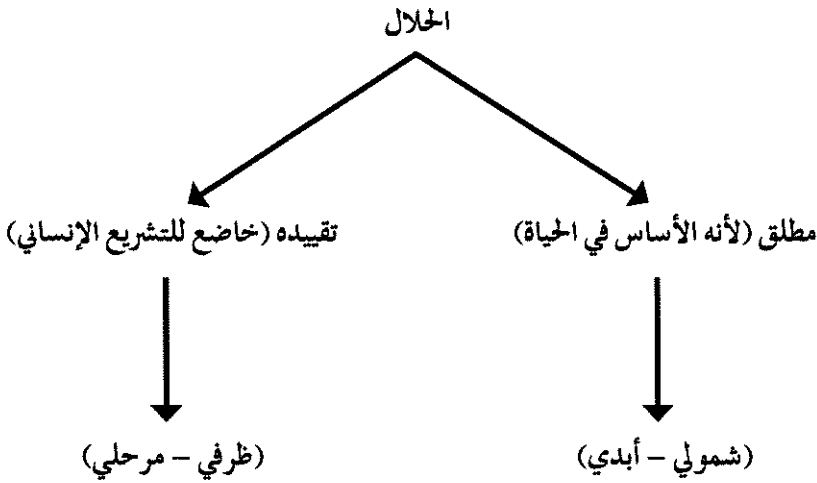 الحلال
مطلق (لأنه الأساس في الحياة)
تقييده (خاضع للتشريع الإنساني)
(شمولي – أبدي)
(ظرفي – مرحلي)